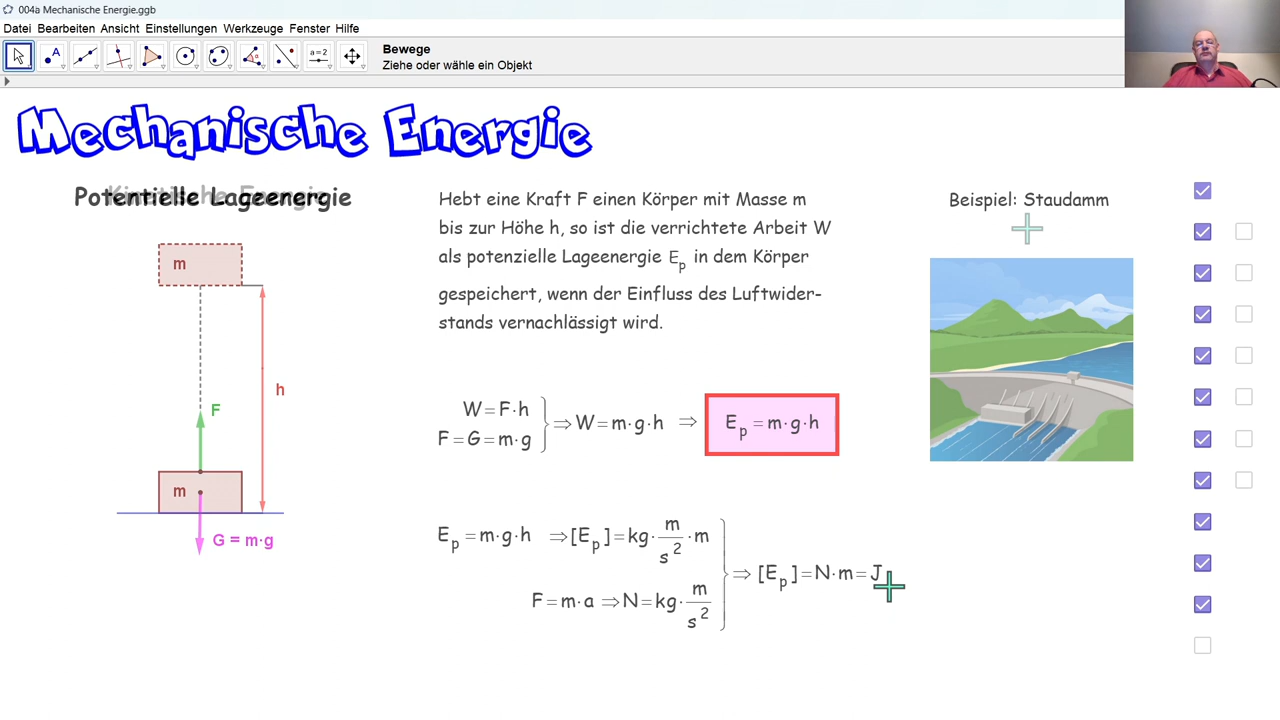 004a Mechanische Energie.ggb
Datei Bearbeiten Ansicht Einstellungen Werkzeuge Fenster Hilfe
A
a=2
Bewege
Ziehe oder wähle ein Objekt
Mechanische Energie
Potentielle Lageenergie
Kinetische Energie
m
h
F
m
G = m·g
Hebt eine Kraft F einen Körper mit Masse m
bis zur Höhe h, so ist die verrichtete Arbeit W
als potenzielle Lageenergie E_p in dem Körper
gespeichert, wenn der Einfluss des Luftwider-
stands vernachlässigt wird.
W=F·h
F=G=m·g
⇒W=m·g·h ⇒ E_p=m·g·h
E_p=m·g·h ⇒[E_p]=kg·m/s²·m
F=m·a ⇒N=kg·m/s²
⇒[E_p]=N·m=J
Beispiel: Staudamm